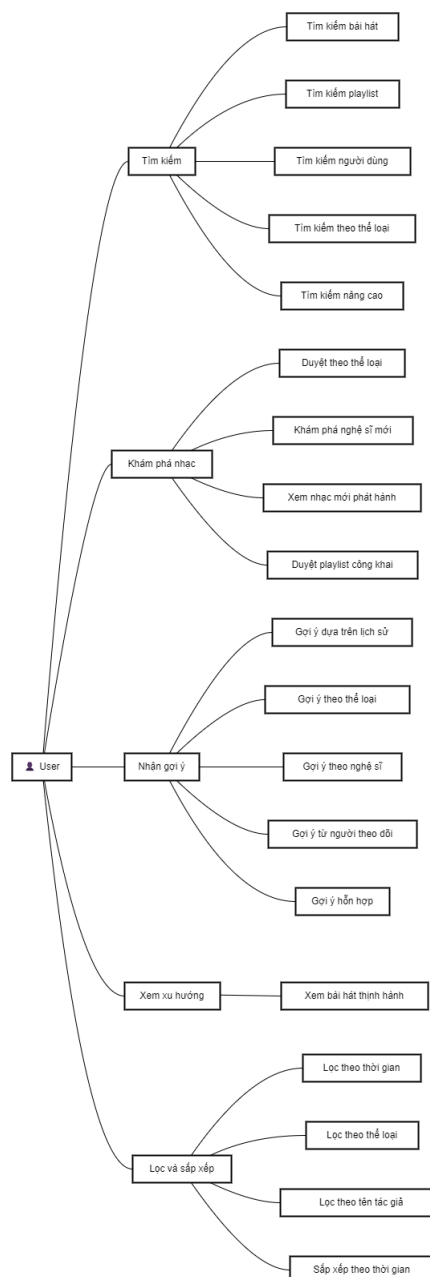 Tìm kiếm bài hát
Tìm kiếm playlist
Tìm kiếm
Tìm kiếm người dùng
Tìm kiếm theo thể loại
Tìm kiếm nâng cao
Duyệt theo thể loại
Khám phá nghệ sĩ mới
Khám phá nhạc
Xem nhạc mới phát hành
Duyệt playlist công khai
Gợi ý dựa trên lịch sử
Gợi ý theo thể loại
User
Nhận gợi ý
Gợi ý theo nghệ sĩ
Gợi ý từ người theo dõi
Gợi ý hỗn hợp
Xem xu hướng
Xem bài hát thịnh hành
Lọc theo thời gian
Lọc theo thể loại
Lọc và sắp xếp
Lọc theo tên tác giả
Sắp xếp theo thời gian